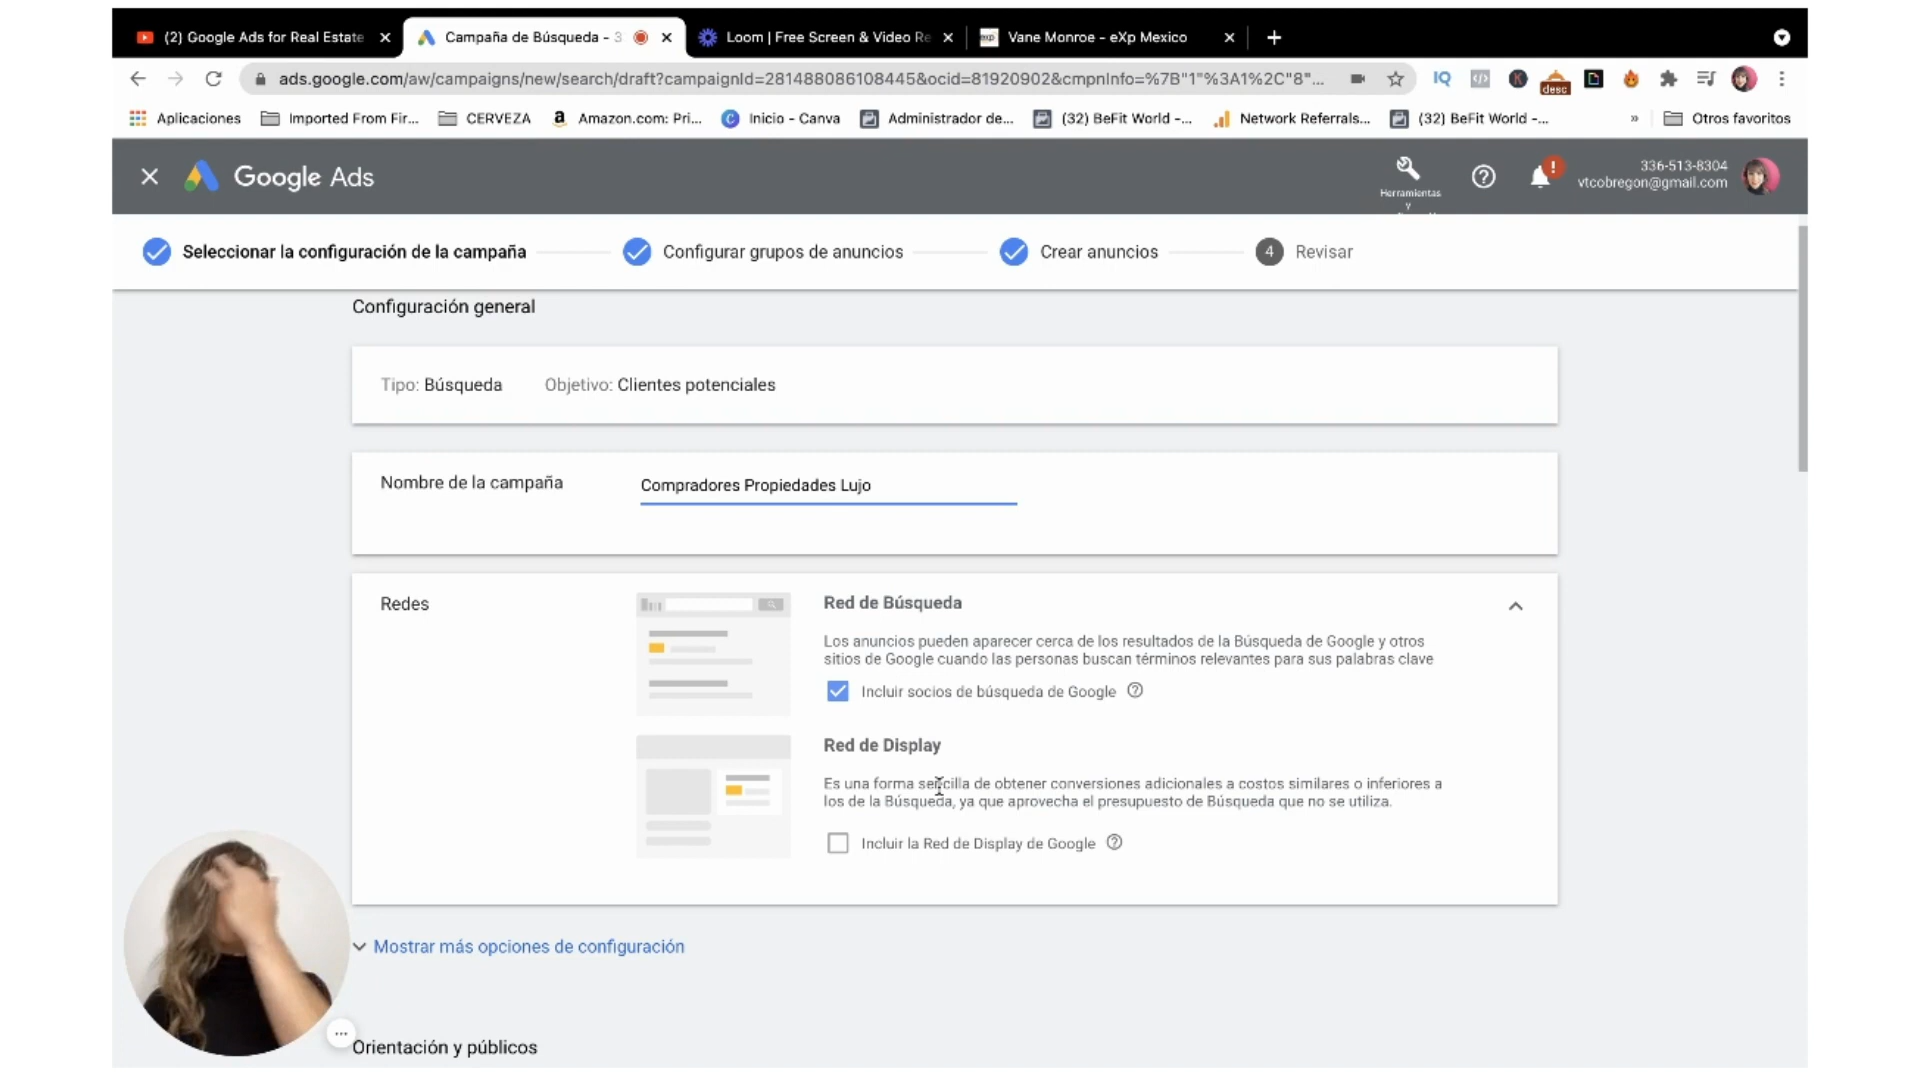 (2) Google Ads for Real Estate
Campaña de Búsqueda - 3
Loom | Free Screen & Video Re
Vane Monroe - eXp Mexico
ads.google.com/aw/campaigns/new/search/draft?campaignId=281488086108445&ocid=81920902&cmpnInfo=%7B"1"%3A1%2C"8"...
IQ
desc
Aplicaciones
Imported From Fir...
CERVEZA
Amazon.com: Pri...
Inicio - Canva
Administrador de...
(32) BeFit World -...
Network Referrals...
(32) BeFit World -...
»
Otros favoritos
Google Ads
Herramientas
y
336-513-8304
vtcobregon@gmail.com
Seleccionar la configuración de la campaña
Configurar grupos de anuncios
Crear anuncios
4 Revisar
Configuración general
Tipo: Búsqueda
Objetivo: Clientes potenciales
Nombre de la campaña
Compradores Propiedades Lujo
Redes
Red de Búsqueda
Los anuncios pueden aparecer cerca de los resultados de la Búsqueda de Google y otros
sitios de Google cuando las personas buscan términos relevantes para sus palabras clave
Incluir socios de búsqueda de Google
Red de Display
Es una forma sencilla de obtener conversiones adicionales a costos similares o inferiores a
los de la Búsqueda, ya que aprovecha el presupuesto de Búsqueda que no se utiliza.
Incluir la Red de Display de Google
Mostrar más opciones de configuración
Orientación y públicos